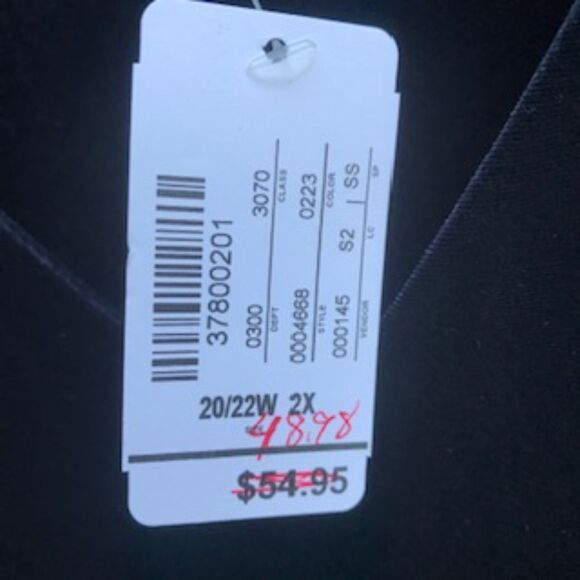 37800201
0300 3070
DEPT CLASS
0004668 0223
STYLE COLOR
000145 S2 | SS
VENDOR LC SP
20/22W 2X
48.98
$54.95